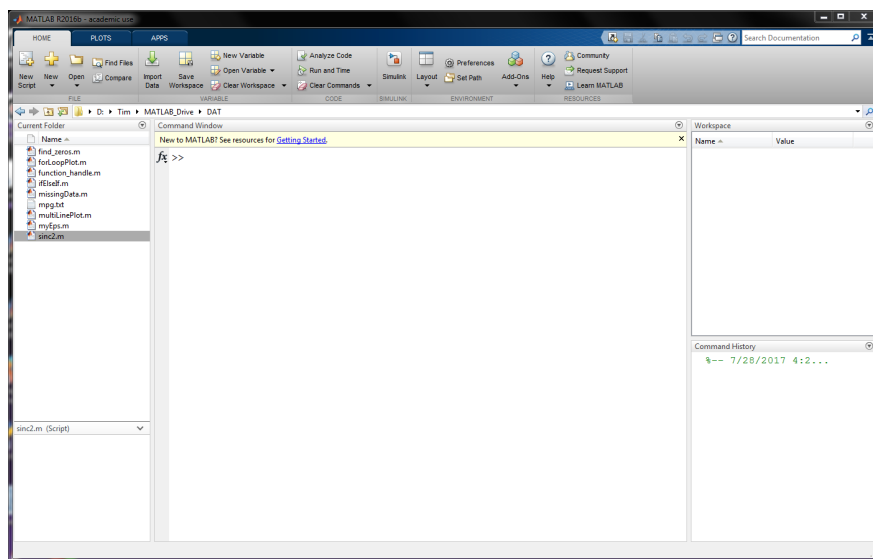 MATLAB R2016b - academic use
HOME PLOTS APPS
Search Documentation
New Script
New
Open
Find Files
Compare
Import Data
Save Workspace
New Variable
Open Variable
Clear Workspace
Analyze Code
Run and Time
Clear Commands
Simulink
Layout
Preferences
Set Path
Add-Ons
Help
Community
Request Support
Learn MATLAB
FILE VARIABLE CODE SIMULINK ENVIRONMENT RESOURCES
D: Tim MATLAB_Drive DAT
Current Folder
Name
find_zeros.m
forLoopPlot.m
function_handle.m
ifElseIf.m
missingData.m
mpg.txt
multiLinePlot.m
myEps.m
sinc2.m
sinc2.m (Script)
Command Window
New to MATLAB? See resources for Getting Started.
fx >>
Workspace
Name Value
Command History
%-- 7/28/2017 4:2...